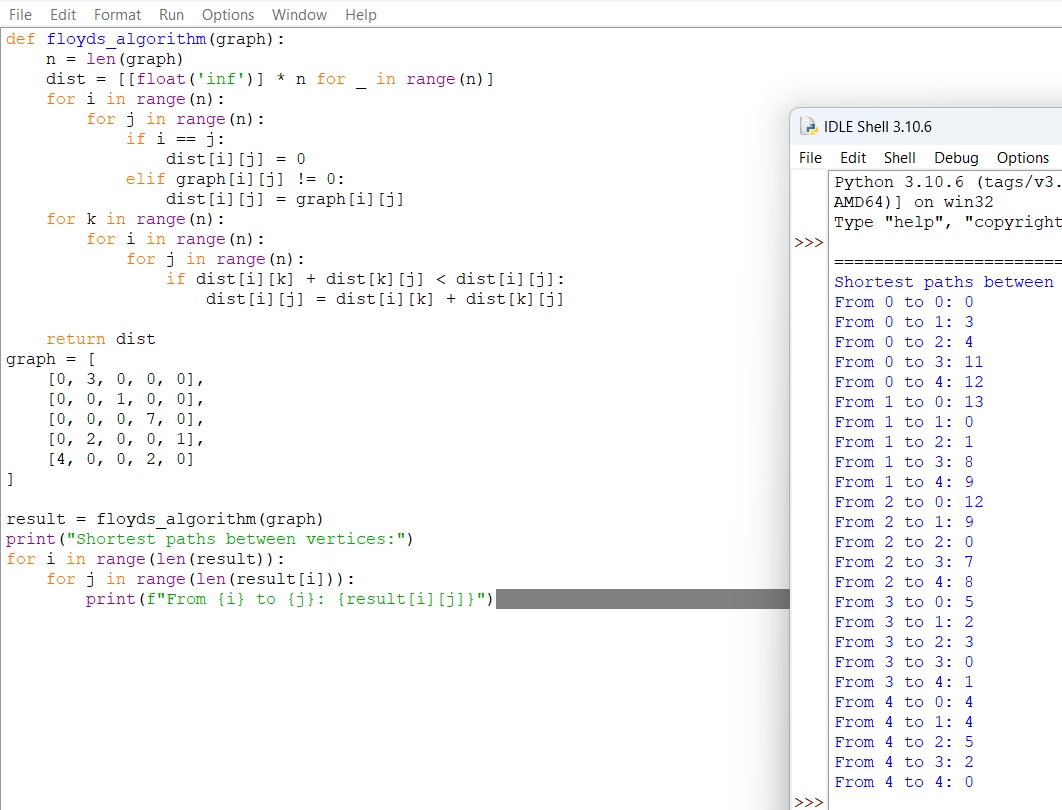 File Edit Format Run Options Window Help
def floyds_algorithm(graph):
    n = len(graph)
    dist = [[float('inf')] * n for _ in range(n)]
    for i in range(n):
        for j in range(n):
            if i == j:
                dist[i][j] = 0
            elif graph[i][j] != 0:
                dist[i][j] = graph[i][j]
    for k in range(n):
        for i in range(n):
            for j in range(n):
                if dist[i][k] + dist[k][j] < dist[i][j]:
                    dist[i][j] = dist[i][k] + dist[k][j]
    return dist
graph = [
    [0, 3, 0, 0, 0],
    [0, 0, 1, 0, 0],
    [0, 0, 0, 7, 0],
    [0, 2, 0, 0, 1],
    [4, 0, 0, 2, 0]
]
result = floyds_algorithm(graph)
print("Shortest paths between vertices:")
for i in range(len(result)):
    for j in range(len(result[i])):
        print(f"From {i} to {j}: {result[i][j]}")
IDLE Shell 3.10.6
File Edit Shell Debug Options
Python 3.10.6 (tags/v3.
AMD64)] on win32
Type "help", "copyright
>>>
=======================
Shortest paths between
From 0 to 0: 0
From 0 to 1: 3
From 0 to 2: 4
From 0 to 3: 11
From 0 to 4: 12
From 1 to 0: 13
From 1 to 1: 0
From 1 to 2: 1
From 1 to 3: 8
From 1 to 4: 9
From 2 to 0: 12
From 2 to 1: 9
From 2 to 2: 0
From 2 to 3: 7
From 2 to 4: 8
From 3 to 0: 5
From 3 to 1: 2
From 3 to 2: 3
From 3 to 3: 0
From 3 to 4: 1
From 4 to 0: 4
From 4 to 1: 4
From 4 to 2: 5
From 4 to 3: 2
From 4 to 4: 0
>>>